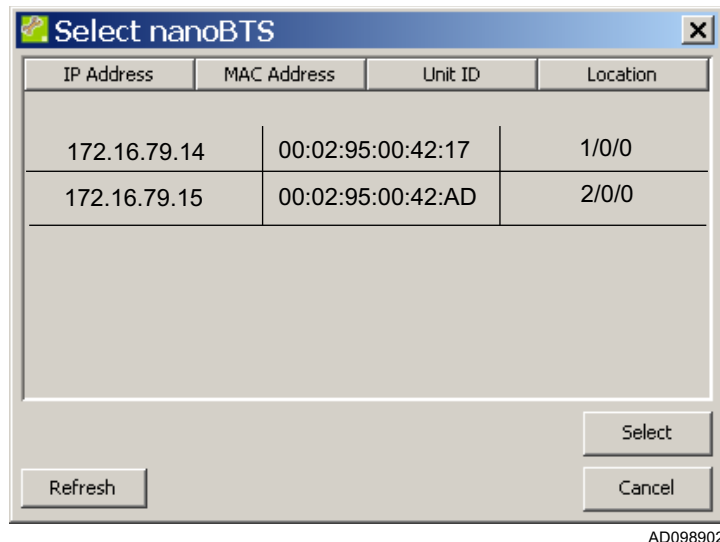 Select nanoBTS
IP Address MAC Address Unit ID Location
172.16.79.14 00:02:95:00:42:17 1/0/0
172.16.79.15 00:02:95:00:42:AD 2/0/0
Select
Refresh Cancel
AD098902